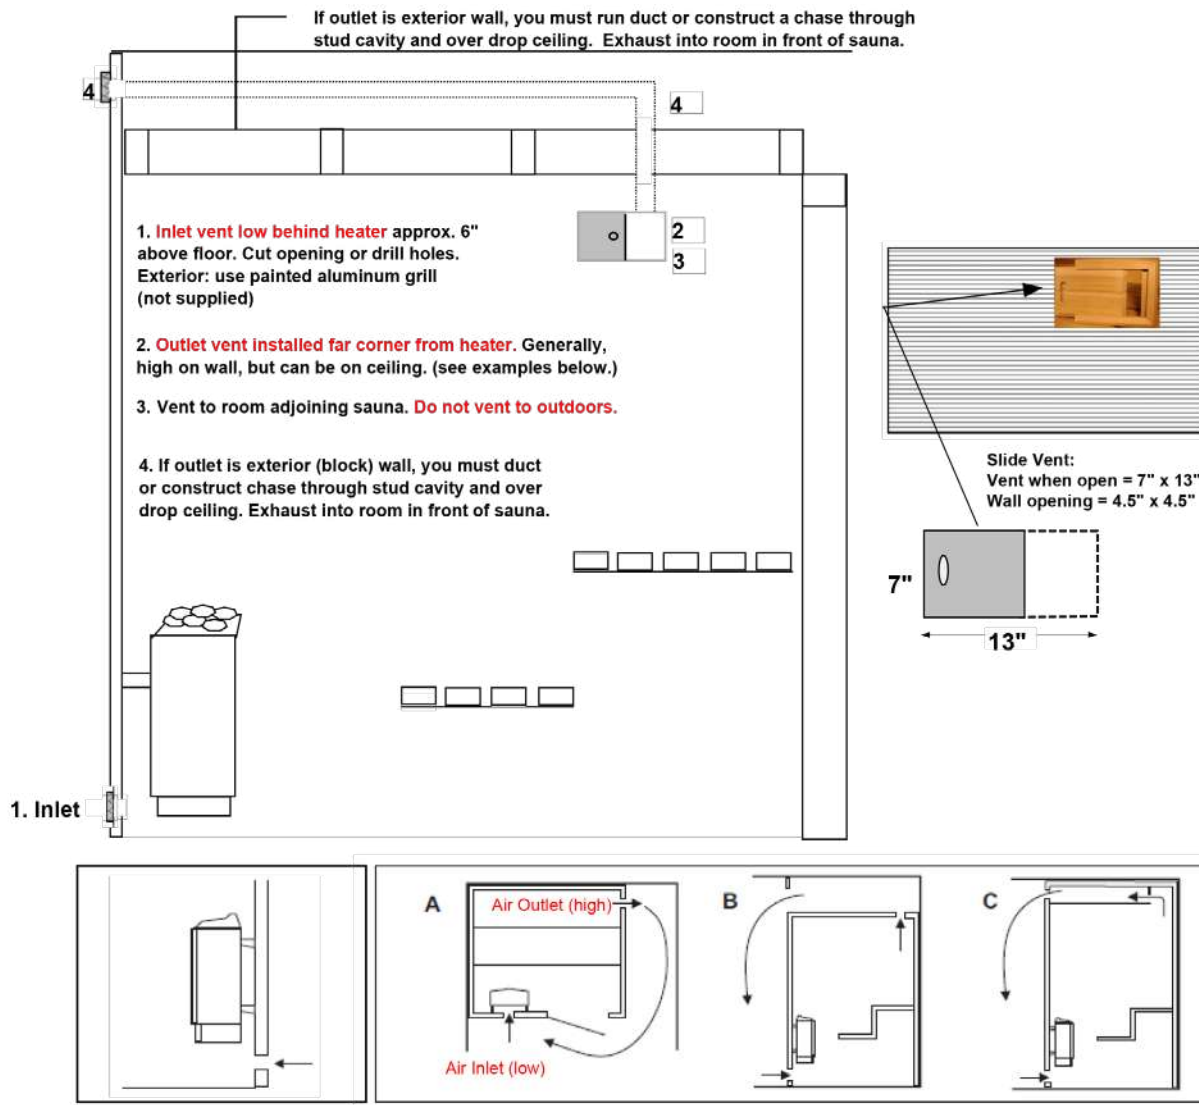 If outlet is exterior wall, you must run duct or construct a chase through
stud cavity and over drop ceiling.  Exhaust into room in front of sauna.
4
4
1. Inlet vent low behind heater approx. 6"
above floor. Cut opening or drill holes.
Exterior: use painted aluminum grill
(not supplied)
2
3
2. Outlet vent installed far corner from heater. Generally,
high on wall, but can be on ceiling. (see examples below.)
3. Vent to room adjoining sauna. Do not vent to outdoors.
4. If outlet is exterior (block) wall, you must duct
or construct chase through stud cavity and over
drop ceiling. Exhaust into room in front of sauna.
Slide Vent:
Vent when open = 7" x 13"
Wall opening = 4.5" x 4.5"
7"
13"
1. Inlet
A
Air Outlet (high)
Air Inlet (low)
B
C